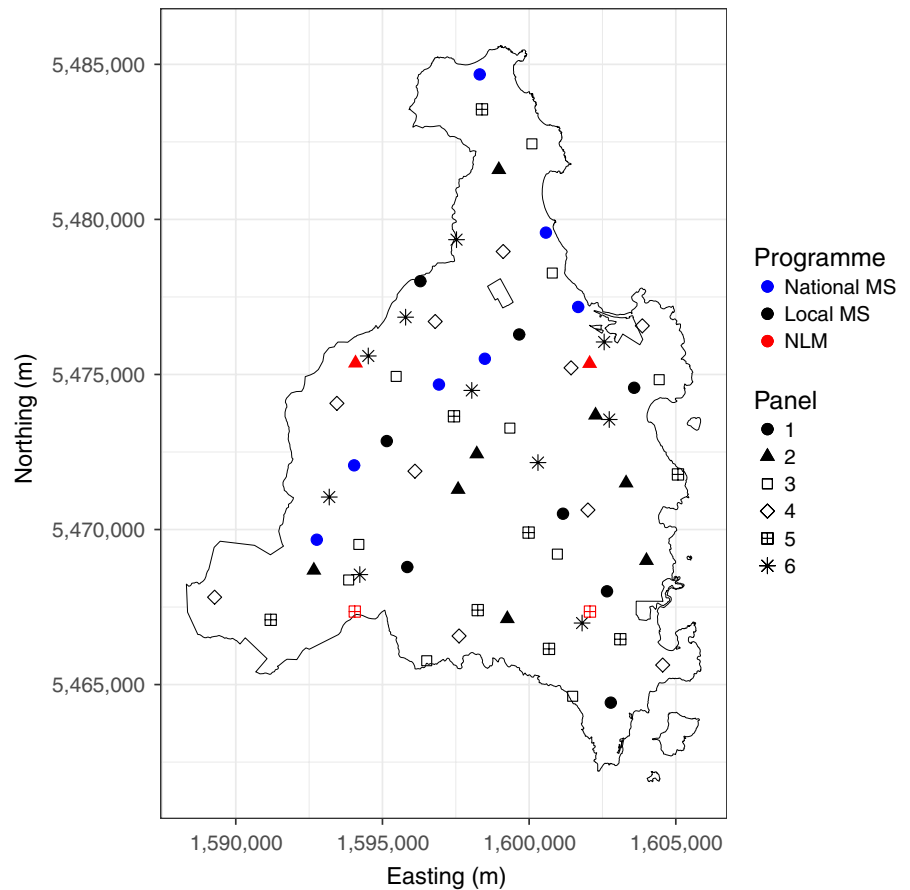 5,485,000
5,480,000
5,475,000
5,470,000
5,465,000
Northing (m)
1,590,000 1,595,000 1,600,000 1,605,000
Easting (m)
Programme
National MS
Local MS
NLM
Panel
1
2
3
4
5
6